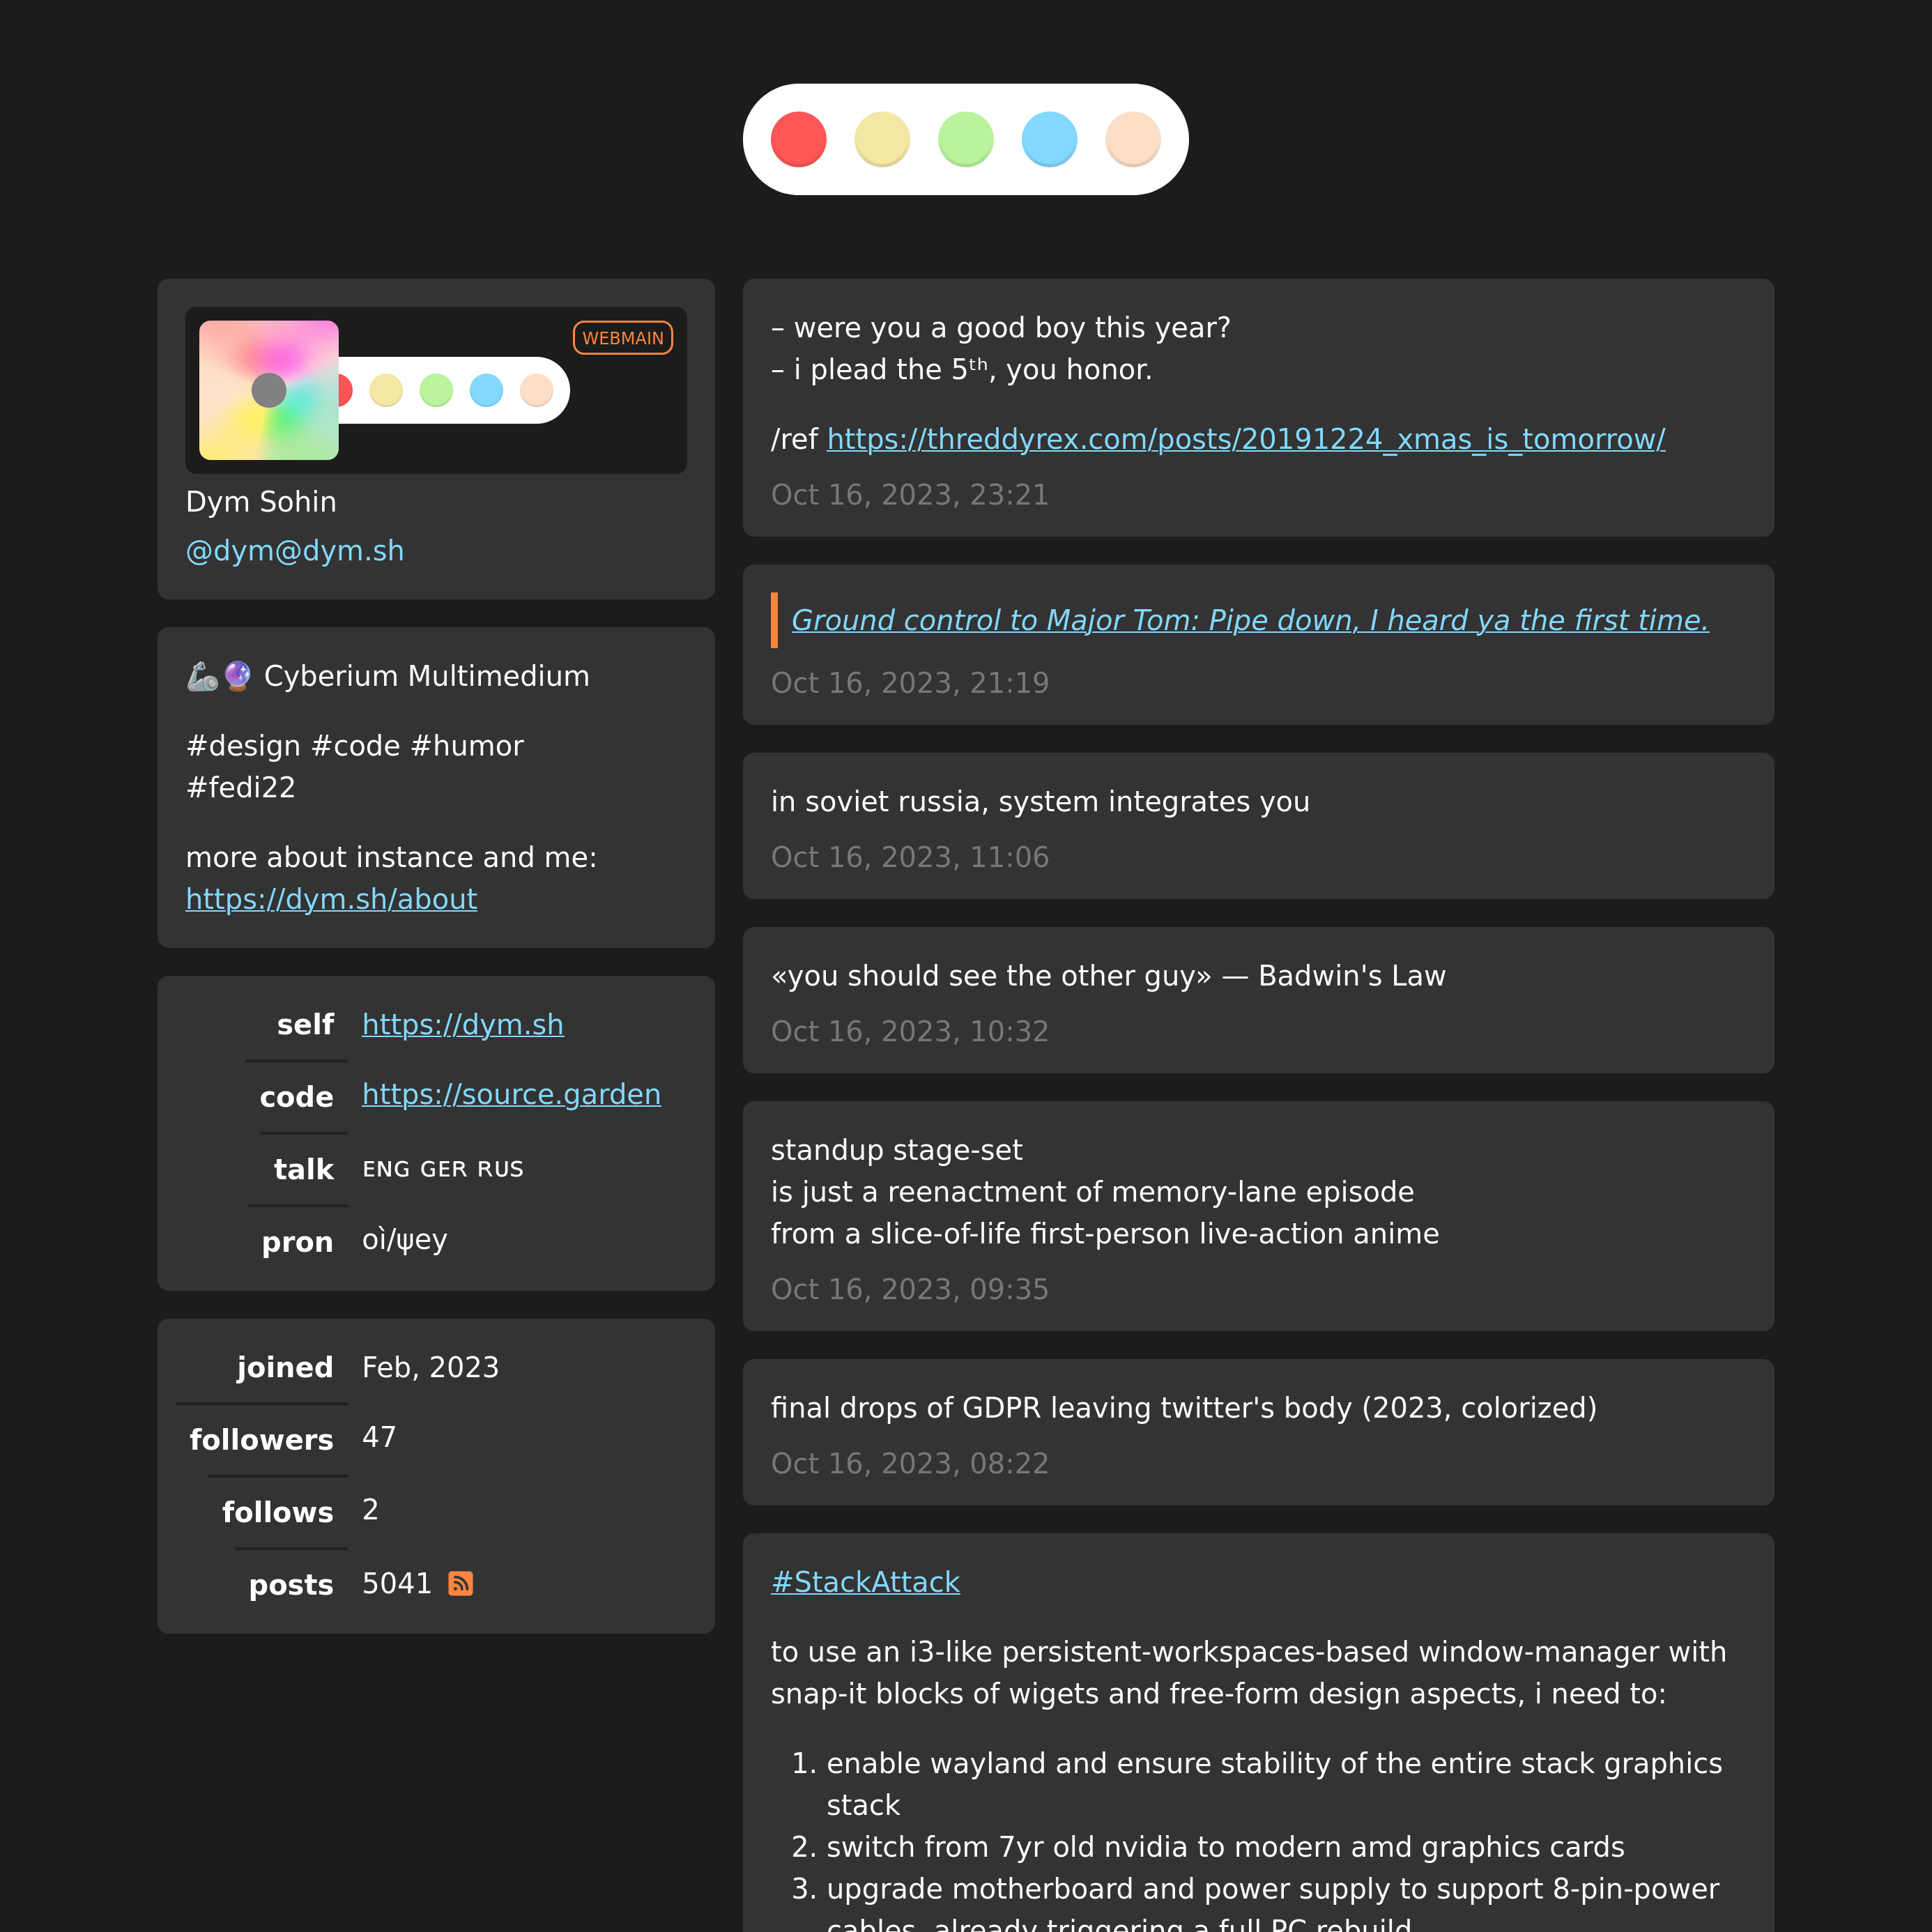 WEBMAIN
Dym Sohin
@dym@dym.sh
🦾🔮 Cyberium Multimedium
#design #code #humor
#fedi22
more about instance and me:
https://dym.sh/about
self https://dym.sh
code https://source.garden
talk ᴇɴɢ ɢᴇʀ ʀᴜs
pron oì/ψey
joined Feb, 2023
followers 47
follows 2
posts 5041
– were you a good boy this year?
– i plead the 5ᵗʰ, you honor.
/ref https://threddyrex.com/posts/20191224_xmas_is_tomorrow/
Oct 16, 2023, 23:21
Ground control to Major Tom: Pipe down, I heard ya the first time.
Oct 16, 2023, 21:19
in soviet russia, system integrates you
Oct 16, 2023, 11:06
«you should see the other guy» — Badwin's Law
Oct 16, 2023, 10:32
standup stage-set
is just a reenactment of memory-lane episode
from a slice-of-life first-person live-action anime
Oct 16, 2023, 09:35
final drops of GDPR leaving twitter's body (2023, colorized)
Oct 16, 2023, 08:22
#StackAttack
to use an i3-like persistent-workspaces-based window-manager with
snap-it blocks of wigets and free-form design aspects, i need to:
1. enable wayland and ensure stability of the entire stack graphics
stack
2. switch from 7yr old nvidia to modern amd graphics cards
3. upgrade motherboard and power supply to support 8-pin-power
cables, already triggering a full PC rebuild